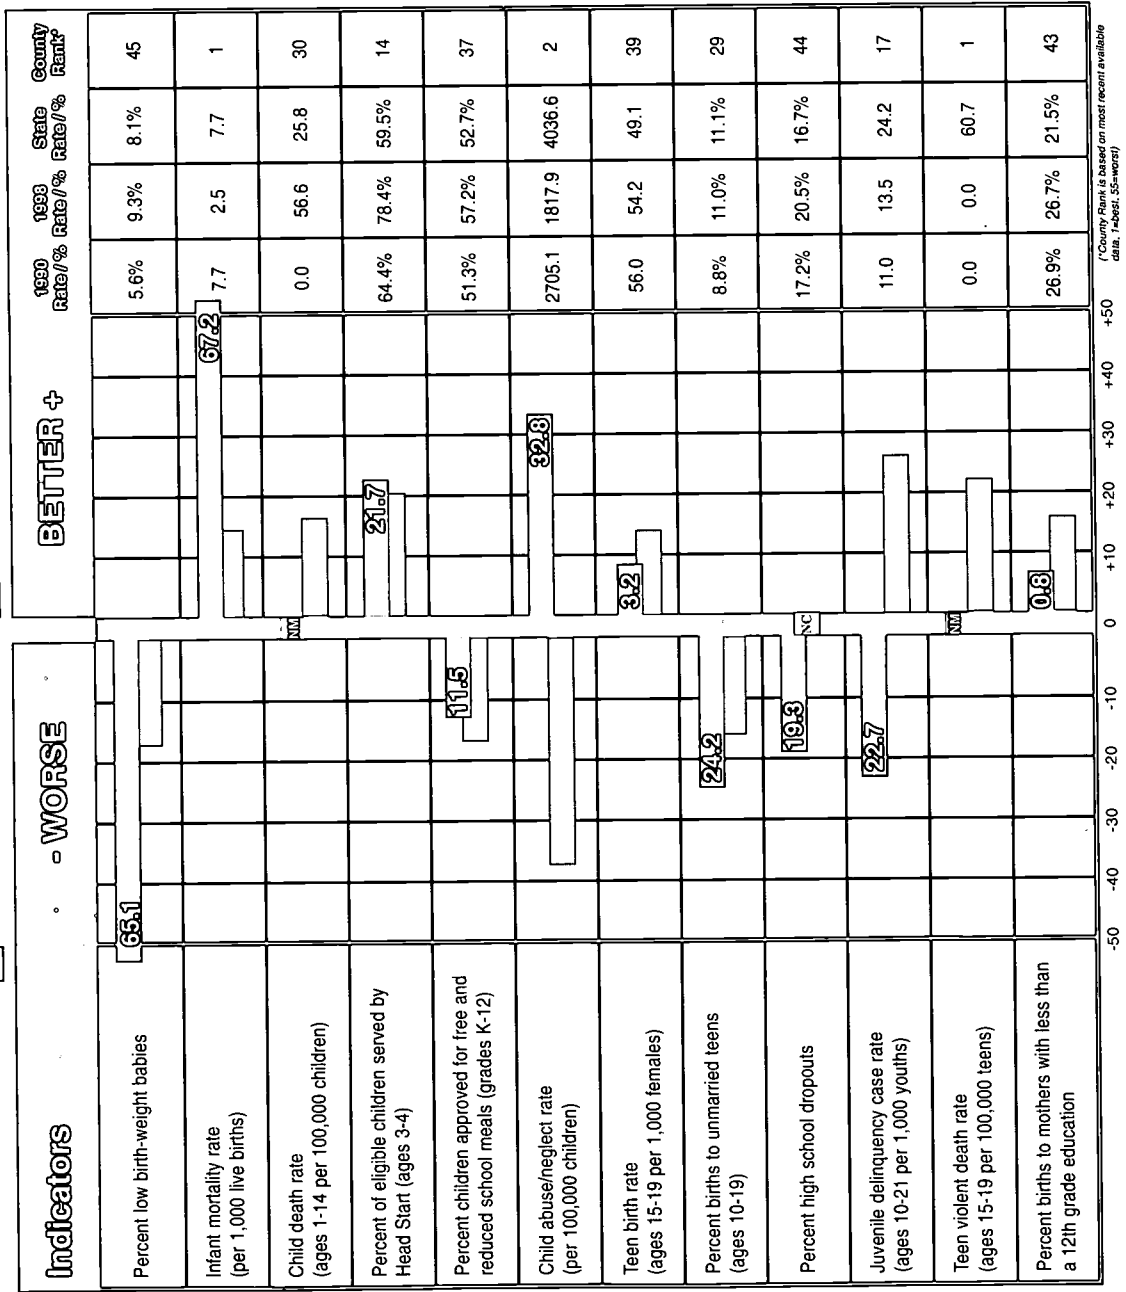 Indicators
- WORSE
BETTER +
1990
Rate / %
1998
Rate / %
State
Rate / %
County
Rank*
Percent low birth-weight babies
65.1
5.6%
9.3%
8.1%
45
Infant mortality rate
(per 1,000 live births)
67.2
7.7
2.5
7.7
1
Child death rate
(ages 1-14 per 100,000 children)
NM
0.0
56.6
25.8
30
Percent of eligible children served by
Head Start (ages 3-4)
21.7
64.4%
78.4%
59.5%
14
Percent children approved for free and
reduced school meals (grades K-12)
11.5
51.3%
57.2%
52.7%
37
Child abuse/neglect rate
(per 100,000 children)
32.8
2705.1
1817.9
4036.6
2
Teen birth rate
(ages 15-19 per 1,000 females)
3.2
56.0
54.2
49.1
39
Percent births to unmarried teens
(ages 10-19)
24.2
8.8%
11.0%
11.1%
29
Percent high school dropouts
19.3
NC
17.2%
20.5%
16.7%
44
Juvenile delinquency case rate
(ages 10-21 per 1,000 youths)
22.7
11.0
13.5
24.2
17
Teen violent death rate
(ages 15-19 per 100,000 teens)
NM
0.0
0.0
60.7
1
Percent births to mothers with less than
a 12th grade education
0.8
26.9%
26.7%
21.5%
43
-50
-40
-30
-20
-10
0
+10
+20
+30
+40
+50
(*County Rank is based on most recent available
data, 1=best, 55=worst)